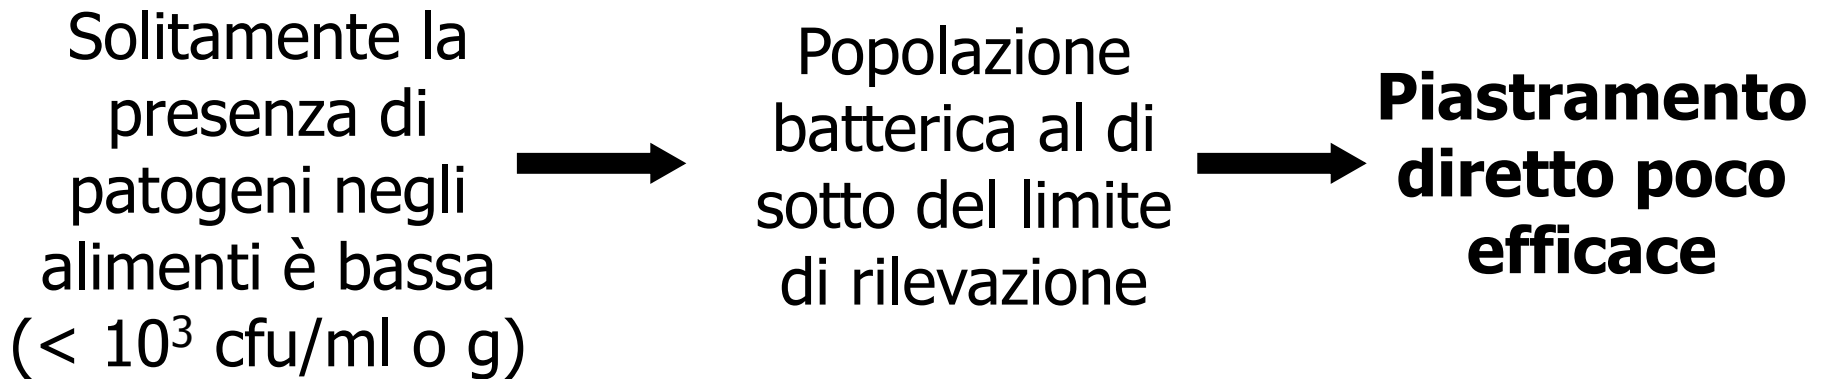 Solitamente la
presenza di
patogeni negli
alimenti è bassa
(< 10³ cfu/ml o g)
Popolazione
batterica al di
sotto del limite
di rilevazione
Piastramento
diretto poco
efficace